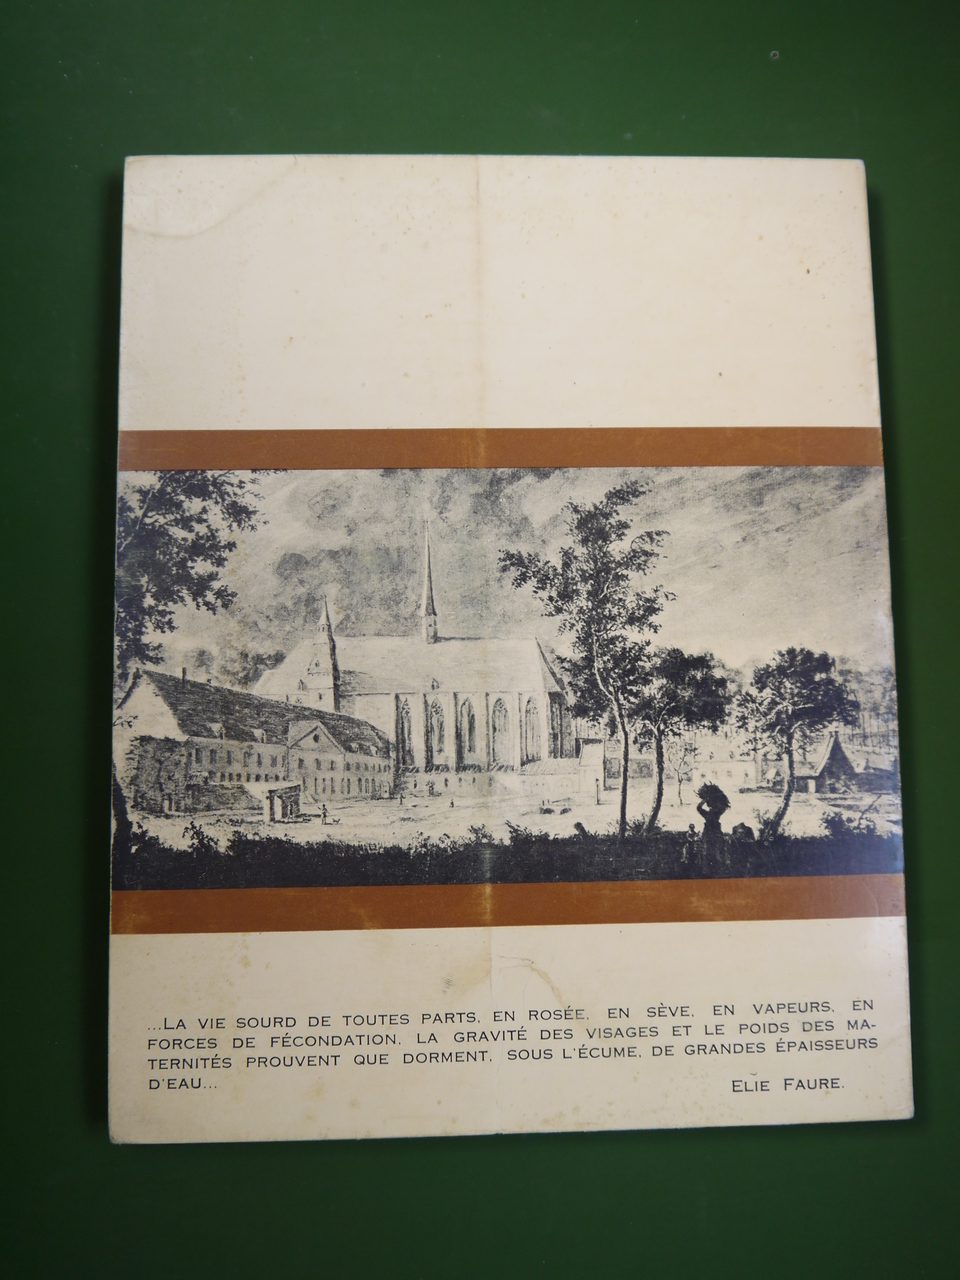 ...LA VIE SOURD DE TOUTES PARTS, EN ROSÉE, EN SÈVE, EN VAPEURS, EN
FORCES DE FÉCONDATION, LA GRAVITÉ DES VISAGES ET LE POIDS DES MA-
TERNITÉS PROUVENT QUE DORMENT, SOUS L'ÉCUME, DE GRANDES ÉPAISSEURS
D'EAU...
ELIE FAURE.